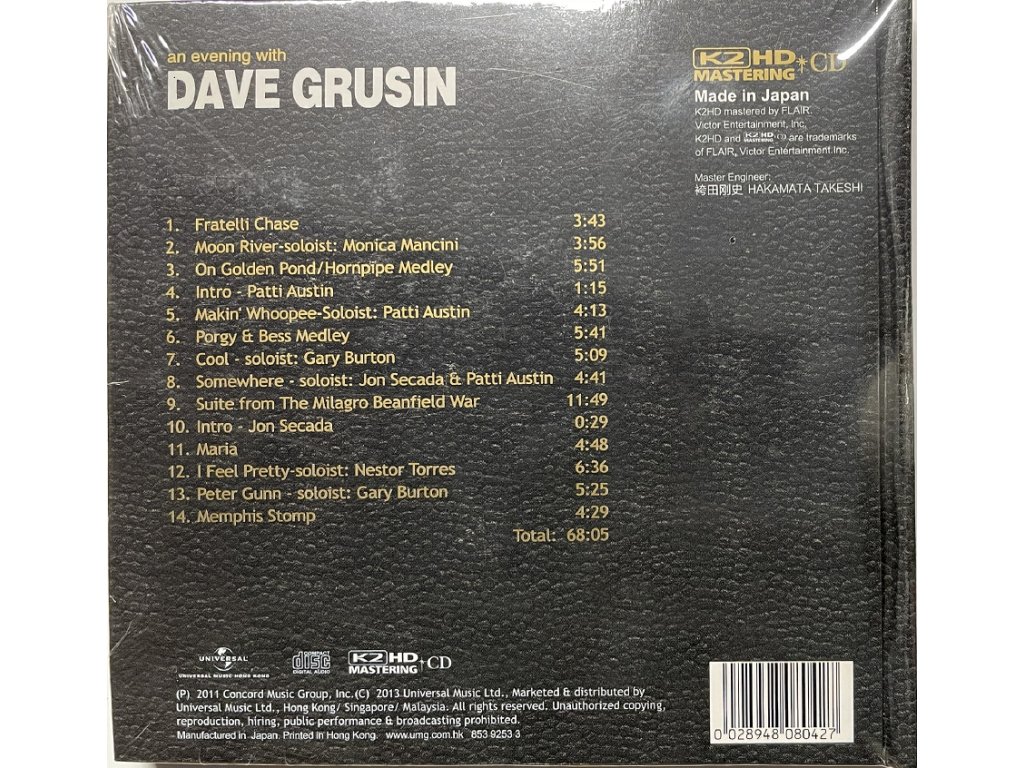 an evening with
DAVE GRUSIN
K2 HD MASTERING + CD
Made in Japan
K2HD mastered by FLAIR.
Victor Entertainment, Inc.
K2HD and K2 HD MASTERING CD are trademarks
of FLAIR, Victor Entertainment.Inc.
Master Engineer:
袴田剛史 HAKAMATA TAKESHI
1. Fratelli Chase 3:43
2. Moon River-soloist: Monica Mancini 3:56
3. On Golden Pond/Hornpipe Medley 5:51
4. Intro - Patti Austin 1:15
5. Makin' Whoopee-Soloist: Patti Austin 4:13
6. Porgy & Bess Medley 5:41
7. Cool - soloist: Gary Burton 5:09
8. Somewhere - soloist: Jon Secada & Patti Austin 4:41
9. Suite from The Milagro Beanfield War 11:49
10. Intro - Jon Secada 0:29
11. Maria 4:48
12. I Feel Pretty-soloist: Nestor Torres 6:36
13. Peter Gunn - soloist: Gary Burton 5:25
14. Memphis Stomp 4:29
Total: 68:05
UNIVERSAL
UNIVERSAL MUSIC HONG KONG
COMPACT disc DIGITAL AUDIO
K2 HD MASTERING + CD
(P) 2011 Concord Music Group, Inc.(C) 2013 Universal Music Ltd., Marketed & distributed by
Universal Music Ltd., Hong Kong/ Singapore/ Malaysia. All rights reserved. Unauthorized copying,
reproduction, hiring, public performance & broadcasting prohibited.
Manufactured in Japan. Printed in Hong Kong. www.umg.com.hk 653 9253 3
0 028948 080427